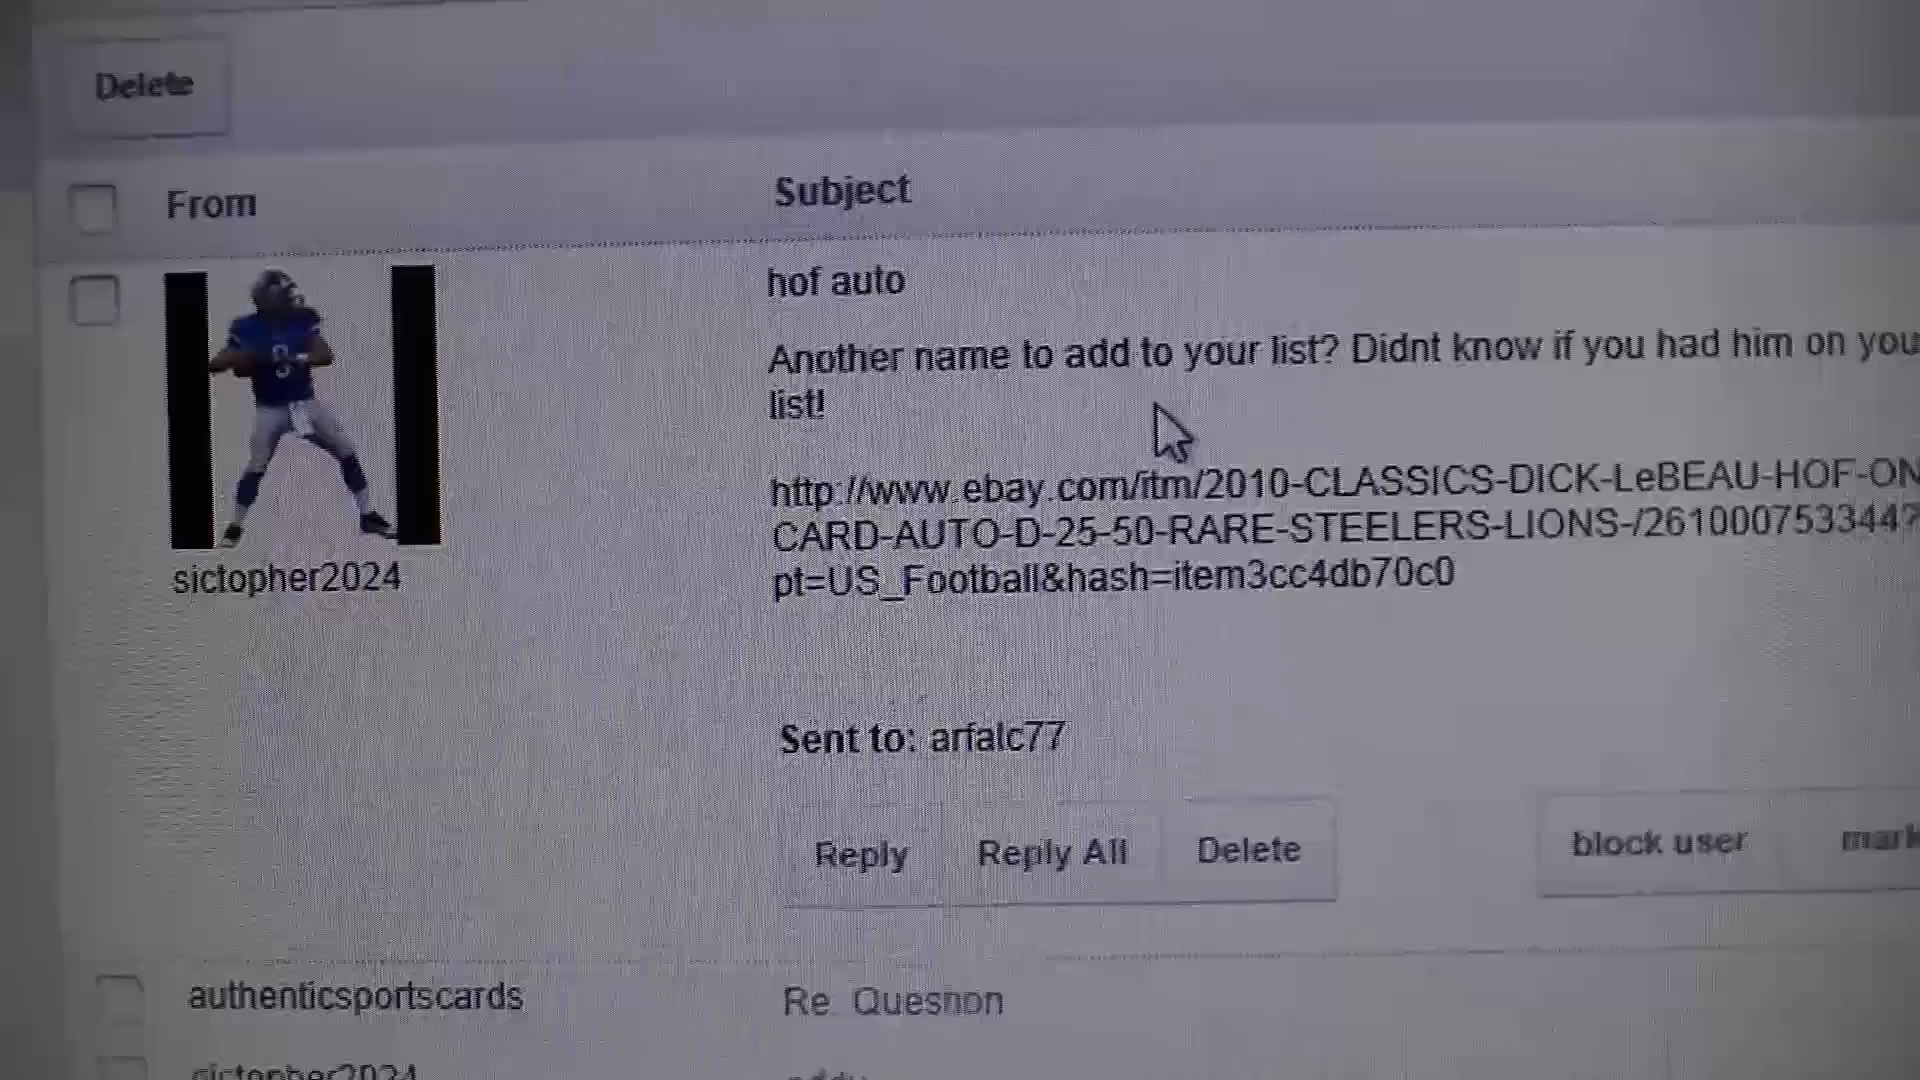 Delete
From
Subject
hof auto
Another name to add to your list? Didnt know if you had him on you
list!
http://www.ebay.com/itm/2010-CLASSICS-DICK-LeBEAU-HOF-ON
CARD-AUTO-D-25-50-RARE-STEELERS-LIONS-/261000753344?
pt=US_Football&hash=item3cc4db70c0
sictopher2024
Sent to: arfalc77
Reply
Reply All
Delete
block user
mark
authenticsportscards
Re Question
sictopher2024